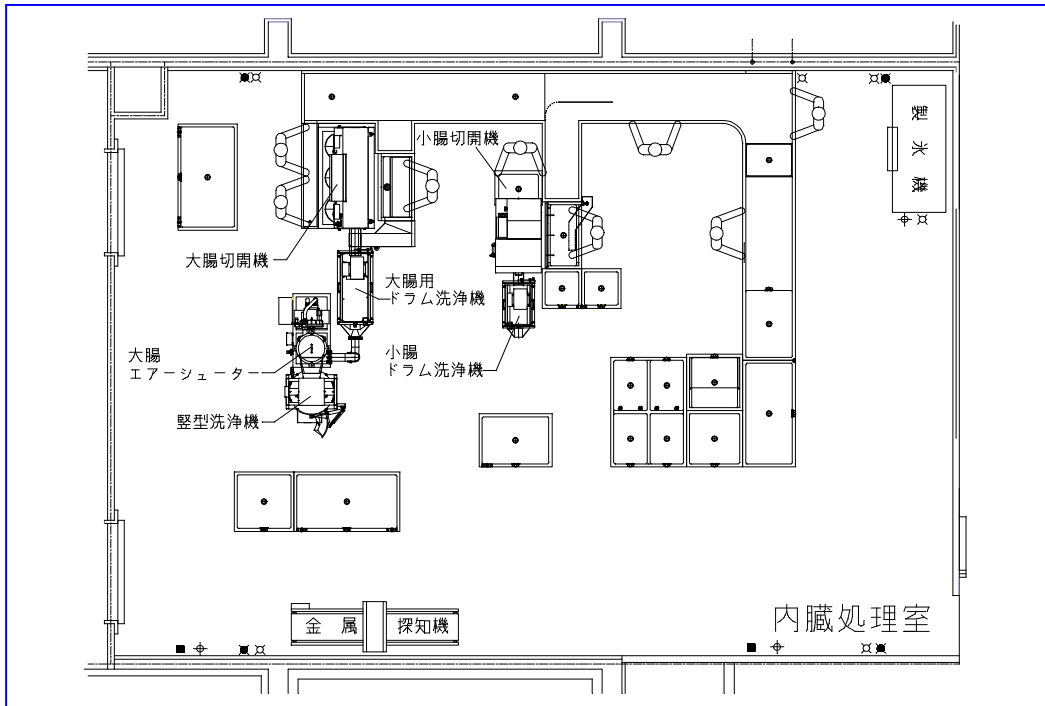 製氷機
小腸切開機
大腸切開機
大腸用
ドラム洗浄機
大腸
エアーシューター
小腸
ドラム洗浄機
竪型洗浄機
金属探知機
内臓処理室